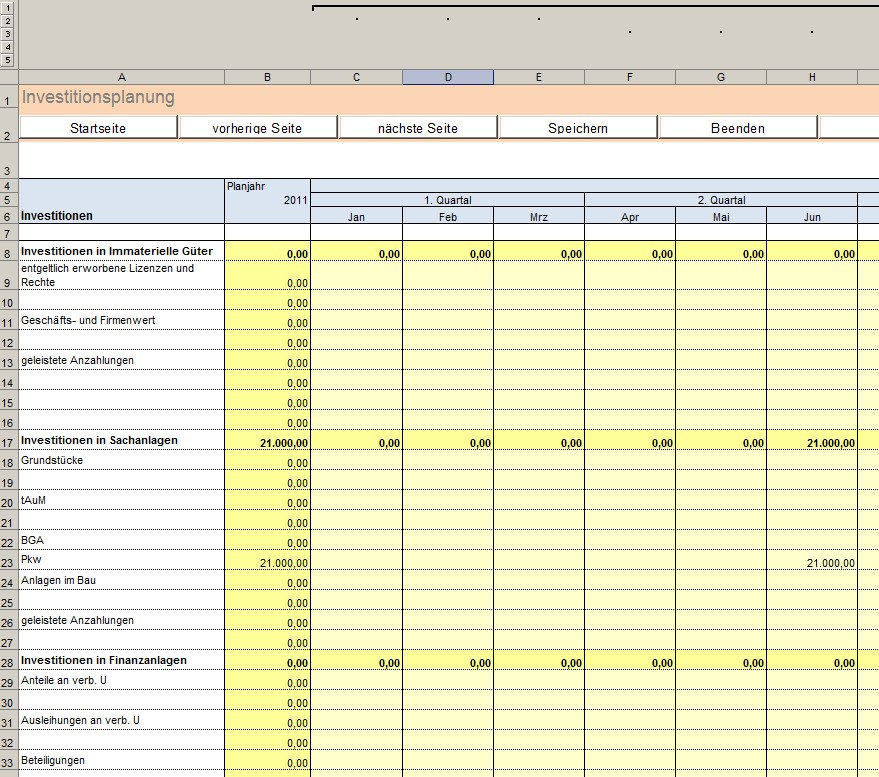 1
2
3
4
5
A B C D E F G H
1 Investitionsplanung
2 Startseite vorherige Seite nächste Seite Speichern Beenden
3
4 Planjahr
5 2011 1. Quartal 2. Quartal
6 Investitionen Jan Feb Mrz Apr Mai Jun
7
8 Investitionen in Immaterielle Güter 0,00 0,00 0,00 0,00 0,00 0,00 0,00
entgeltlich erworbene Lizenzen und
9 Rechte 0,00
10 0,00
11 Geschäfts- und Firmenwert 0,00
12 0,00
13 geleistete Anzahlungen 0,00
14 0,00
15 0,00
16 0,00
17 Investitionen in Sachanlagen 21.000,00 0,00 0,00 0,00 0,00 0,00 21.000,00
18 Grundstücke 0,00
19 0,00
20 tAuM 0,00
21 0,00
22 BGA 0,00
23 Pkw 21.000,00 21.000,00
24 Anlagen im Bau 0,00
25 0,00
26 geleistete Anzahlungen 0,00
27 0,00
28 Investitionen in Finanzanlagen 0,00 0,00 0,00 0,00 0,00 0,00 0,00
29 Anteile an verb. U 0,00
30 0,00
31 Ausleihungen an verb. U 0,00
32 0,00
33 Beteiligungen 0,00